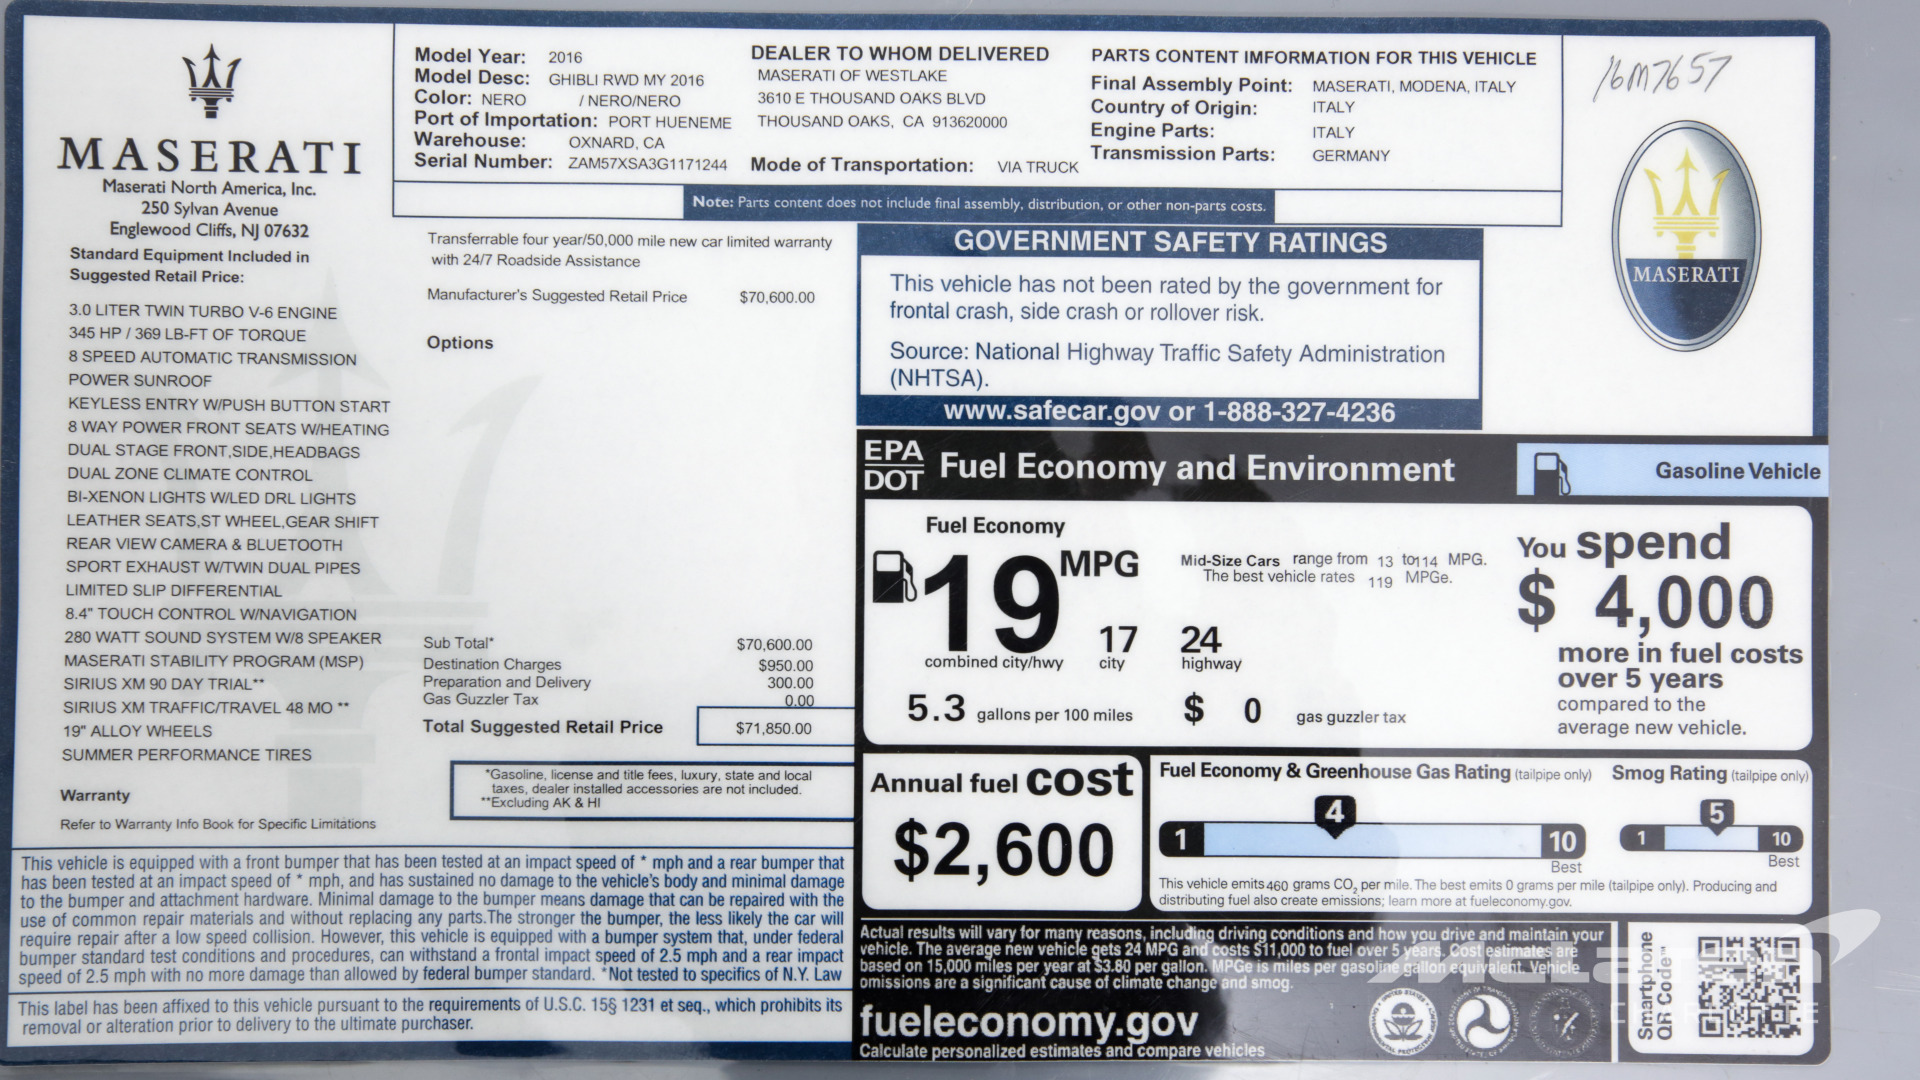 MASERATI
Maserati North America, Inc.
250 Sylvan Avenue
Englewood Cliffs, NJ 07632
Standard Equipment Included in
Suggested Retail Price:
3.0 LITER TWIN TURBO V-6 ENGINE
345 HP / 369 LB-FT OF TORQUE
8 SPEED AUTOMATIC TRANSMISSION
POWER SUNROOF
KEYLESS ENTRY W/PUSH BUTTON START
8 WAY POWER FRONT SEATS W/HEATING
DUAL STAGE FRONT,SIDE,HEADBAGS
DUAL ZONE CLIMATE CONTROL
BI-XENON LIGHTS W/LED DRL LIGHTS
LEATHER SEATS,ST WHEEL,GEAR SHIFT
REAR VIEW CAMERA & BLUETOOTH
SPORT EXHAUST W/TWIN DUAL PIPES
LIMITED SLIP DIFFERENTIAL
8.4" TOUCH CONTROL W/NAVIGATION
280 WATT SOUND SYSTEM W/8 SPEAKER
MASERATI STABILITY PROGRAM (MSP)
SIRIUS XM 90 DAY TRIAL**
SIRIUS XM TRAFFIC/TRAVEL 48 MO **
19" ALLOY WHEELS
SUMMER PERFORMANCE TIRES
Warranty
Refer to Warranty Info Book for Specific Limitations
Model Year: 2016
Model Desc: GHIBLI RWD MY 2016
Color: NERO / NERO/NERO
Port of Importation: PORT HUENEME
Warehouse: OXNARD, CA
Serial Number: ZAM57XSA3G1171244
DEALER TO WHOM DELIVERED
MASERATI OF WESTLAKE
3610 E THOUSAND OAKS BLVD
THOUSAND OAKS, CA 913620000
Mode of Transportation: VIA TRUCK
PARTS CONTENT IMFORMATION FOR THIS VEHICLE
Final Assembly Point: MASERATI, MODENA, ITALY
Country of Origin: ITALY
Engine Parts: ITALY
Transmission Parts: GERMANY
Note: Parts content does not include final assembly, distribution, or other non-parts costs.
16M7657
MASERATI
Transferrable four year/50,000 mile new car limited warranty
with 24/7 Roadside Assistance
Manufacturer's Suggested Retail Price $70,600.00
Options
Sub Total* $70,600.00
Destination Charges $950.00
Preparation and Delivery 300.00
Gas Guzzler Tax 0.00
Total Suggested Retail Price $71,850.00
*Gasoline, license and title fees, luxury, state and local
taxes, dealer installed accessories are not included.
**Excluding AK & HI
GOVERNMENT SAFETY RATINGS
This vehicle has not been rated by the government for
frontal crash, side crash or rollover risk.
Source: National Highway Traffic Safety Administration
(NHTSA).
www.safecar.gov or 1-888-327-4236
EPA
DOT
Fuel Economy and Environment
Gasoline Vehicle
Fuel Economy
19 MPG
combined city/hwy
17
city
24
highway
Mid-Size Cars range from 13 to114 MPG.
The best vehicle rates 119 MPGe.
5.3 gallons per 100 miles
$ 0 gas guzzler tax
You spend
$ 4,000
more in fuel costs
over 5 years
compared to the
average new vehicle.
Annual fuel cost
$2,600
Fuel Economy & Greenhouse Gas Rating (tailpipe only)
4
1
10
Best
Smog Rating (tailpipe only)
5
1
10
Best
This vehicle emits 460 grams CO2 per mile. The best emits 0 grams per mile (tailpipe only). Producing and
distributing fuel also create emissions; learn more at fueleconomy.gov.
Actual results will vary for many reasons, including driving conditions and how you drive and maintain your
vehicle. The average new vehicle gets 24 MPG and costs $11,000 to fuel over 5 years. Cost estimates are
based on 15,000 miles per year at $3.80 per gallon. MPGe is miles per gasoline gallon equivalent. Vehicle
omissions are a significant cause of climate change and smog.
fueleconomy.gov
Calculate personalized estimates and compare vehicles
Smartphone
QR Code™
This vehicle is equipped with a front bumper that has been tested at an impact speed of * mph and a rear bumper that
has been tested at an impact speed of * mph, and has sustained no damage to the vehicle's body and minimal damage
to the bumper and attachment hardware. Minimal damage to the bumper means damage that can be repaired with the
use of common repair materials and without replacing any parts.The stronger the bumper, the less likely the car will
require repair after a low speed collision. However, this vehicle is equipped with a bumper system that, under federal
bumper standard test conditions and procedures, can withstand a frontal impact speed of 2.5 mph and a rear impact
speed of 2.5 mph with no more damage than allowed by federal bumper standard. *Not tested to specifics of N.Y. Law
This label has been affixed to this vehicle pursuant to the requirements of U.S.C. 15§ 1231 et seq., which prohibits its
removal or alteration prior to delivery to the ultimate purchaser.